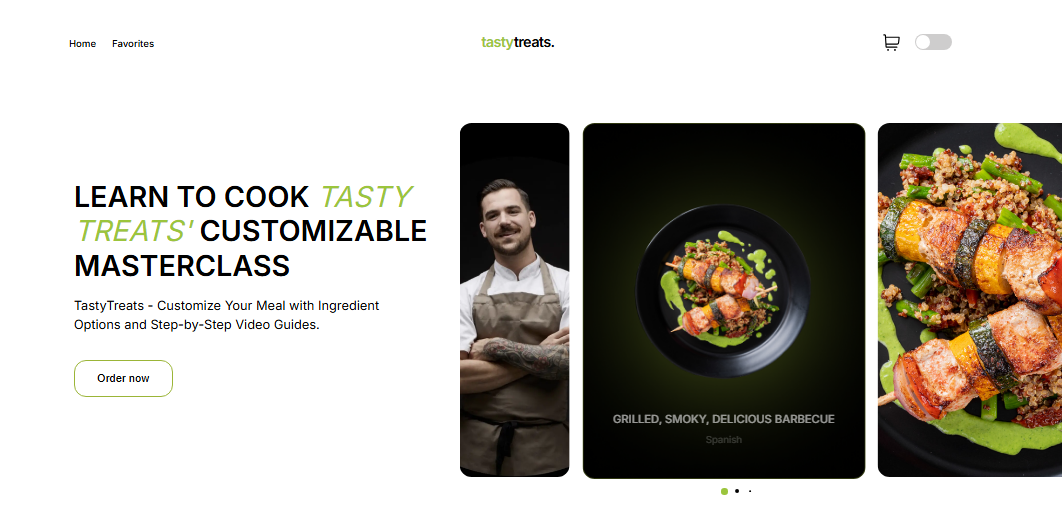 Home Favorites tastytreats.
LEARN TO COOK TASTY
TREATS' CUSTOMIZABLE
MASTERCLASS
TastyTreats - Customize Your Meal with Ingredient
Options and Step-by-Step Video Guides.
Order now
GRILLED, SMOKY, DELICIOUS BARBECUE
Spanish